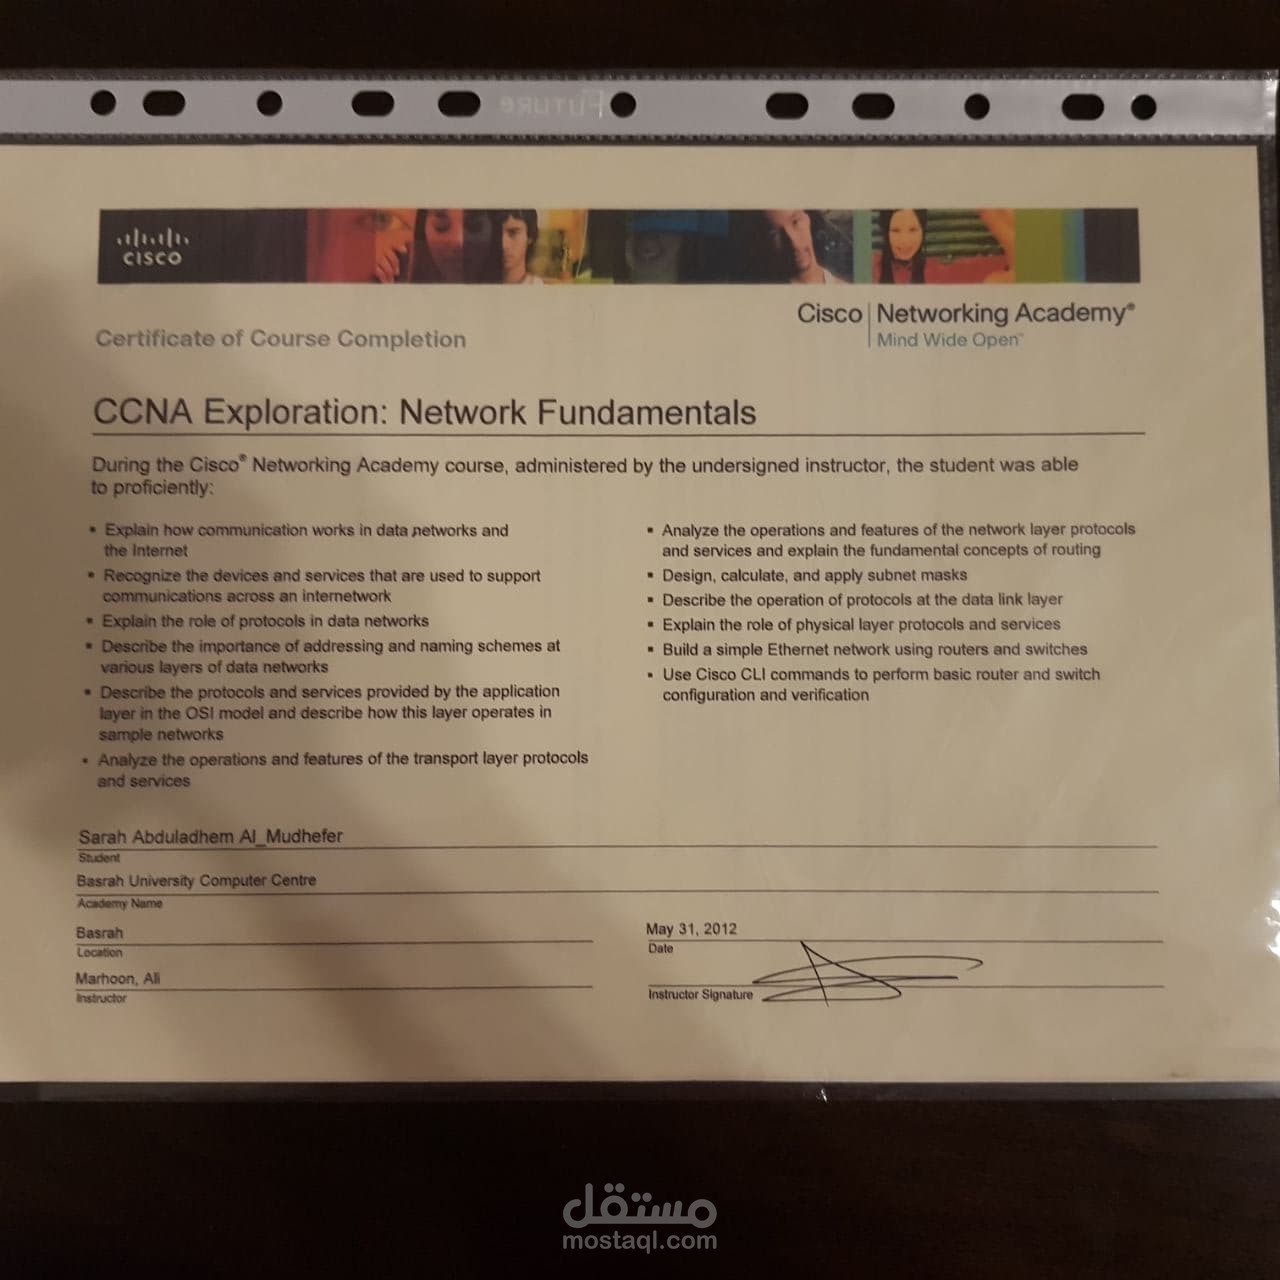 Future
CISCO
Cisco Networking Academy®
Mind Wide Open™
Certificate of Course Completion
CCNA Exploration: Network Fundamentals
During the Cisco® Networking Academy course, administered by the undersigned instructor, the student was able
to proficiently:
▪ Explain how communication works in data networks and
the Internet
▪ Recognize the devices and services that are used to support
communications across an internetwork
▪ Explain the role of protocols in data networks
▪ Describe the importance of addressing and naming schemes at
various layers of data networks
▪ Describe the protocols and services provided by the application
layer in the OSI model and describe how this layer operates in
sample networks
▪ Analyze the operations and features of the transport layer protocols
and services
▪ Analyze the operations and features of the network layer protocols
and services and explain the fundamental concepts of routing
▪ Design, calculate, and apply subnet masks
▪ Describe the operation of protocols at the data link layer
▪ Explain the role of physical layer protocols and services
▪ Build a simple Ethernet network using routers and switches
▪ Use Cisco CLI commands to perform basic router and switch
configuration and verification
Sarah Abduladhem Al_Mudhefer
Student
Basrah University Computer Centre
Academy Name
Basrah
Location
May 31, 2012
Date
Marhoon, Ali
Instructor
Instructor Signature
مستقل
mostaql.com